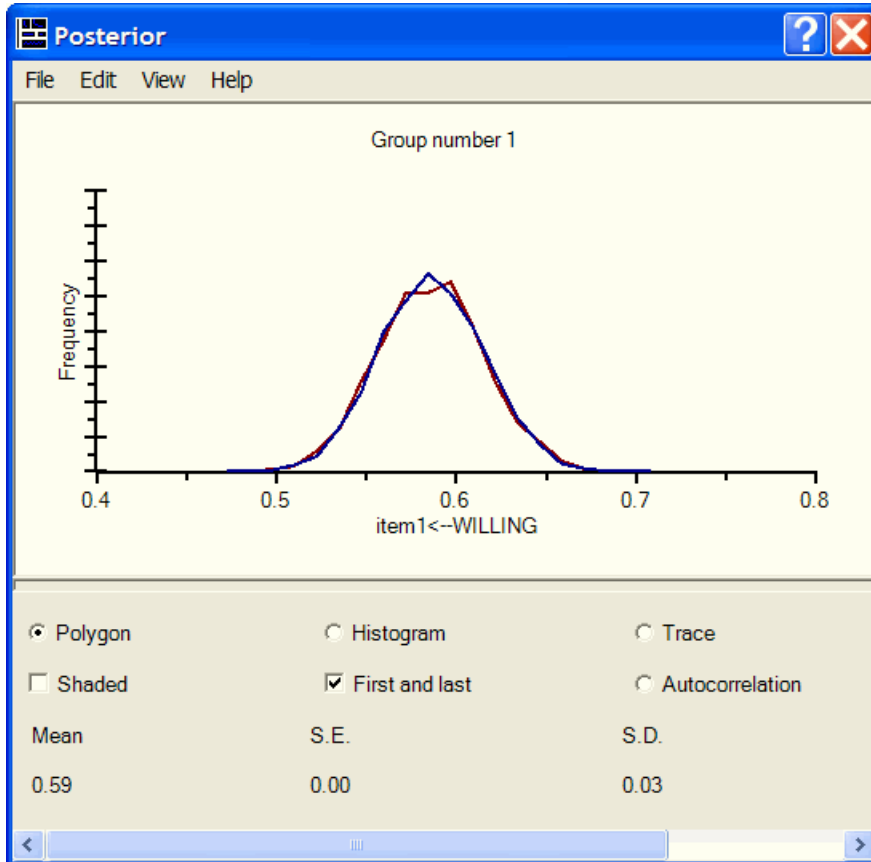 Posterior
File Edit View Help
Group number 1
Frequency
0.4 0.5 0.6 0.7 0.8
item1<--WILLING
Polygon Histogram Trace
Shaded First and last Autocorrelation
Mean S.E. S.D.
0.59 0.00 0.03